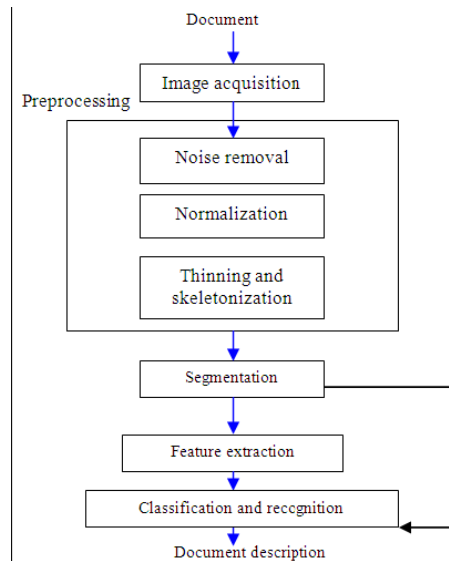 Document
Image acquisition
Preprocessing
Noise removal
Normalization
Thinning and
skeletonization
Segmentation
Feature extraction
Classification and reccgnition
Document description